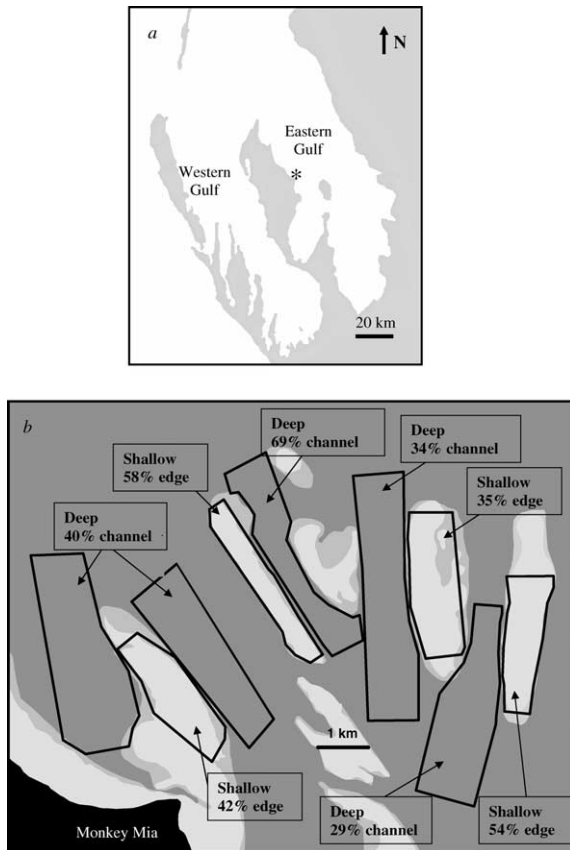 a
N
Eastern
Gulf
Western
Gulf
*
20 km
b
Deep
69% channel
Deep
34% channel
Shallow
58% edge
Shallow
35% edge
Deep
40% channel
1 km
Shallow
42% edge
Deep
29% channel
Shallow
54% edge
Monkey Mia